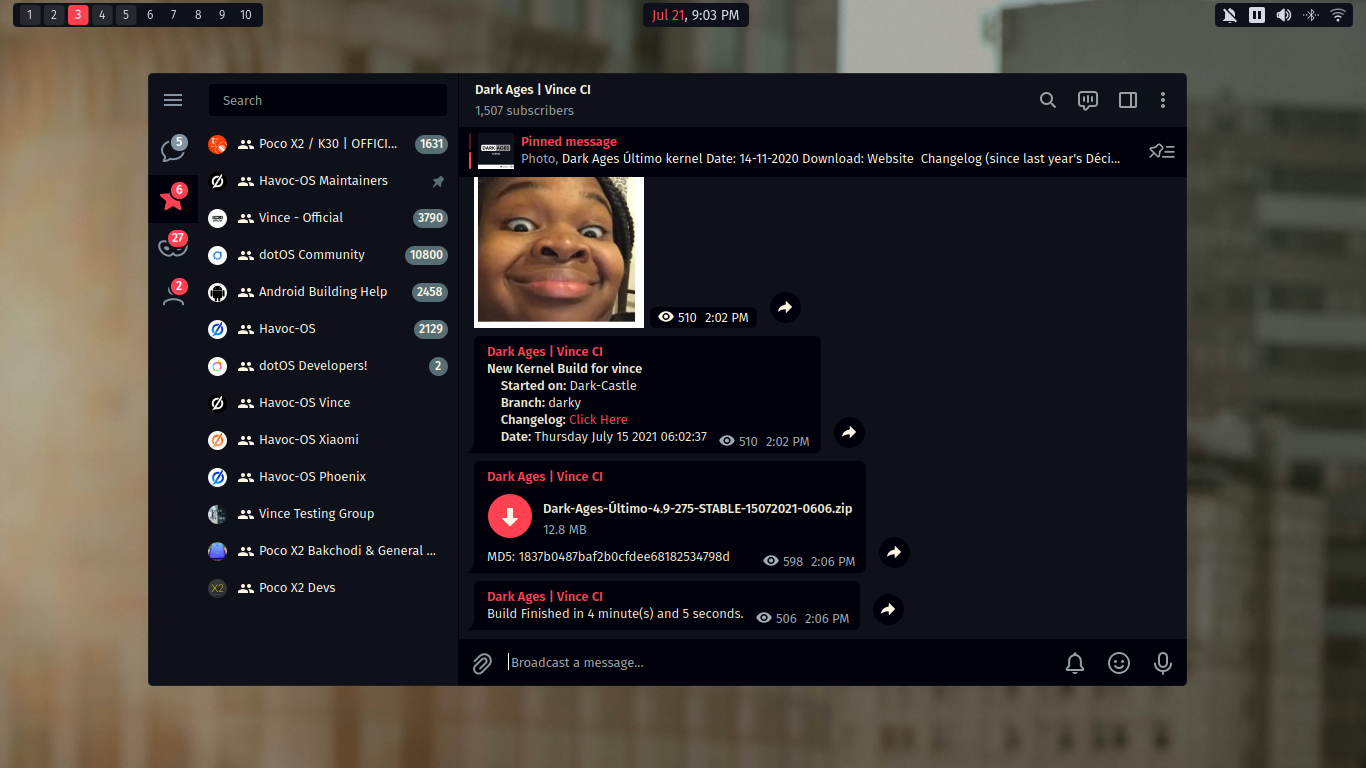 1 2 3 4 5 6 7 8 9 10
Jul 21, 9:03 PM
Search
5
6
27
2
Poco X2 / K30 | OFFICI... 1631
Havoc-OS Maintainers
Vince - Official 3790
dotOS Community 10800
Android Building Help 2458
Havoc-OS 2129
dotOS Developers! 2
Havoc-OS Vince
Havoc-OS Xiaomi
Havoc-OS Phoenix
Vince Testing Group
Poco X2 Bakchodi & General ...
X2 Poco X2 Devs
Dark Ages | Vince CI
1,507 subscribers
DARK AGES
Pinned message
Photo, Dark Ages Último kernel Date: 14-11-2020 Download: Website Changelog (since last year's Déci...
510 2:02 PM
Dark Ages | Vince CI
New Kernel Build for vince
Started on: Dark-Castle
Branch: darky
Changelog: Click Here
Date: Thursday July 15 2021 06:02:37 510 2:02 PM
Dark Ages | Vince CI
Dark-Ages-Último-4.9-275-STABLE-15072021-0606.zip
12.8 MB
MD5: 1837b0487baf2b0cfdee68182534798d 598 2:06 PM
Dark Ages | Vince CI
Build Finished in 4 minute(s) and 5 seconds. 506 2:06 PM
Broadcast a message...